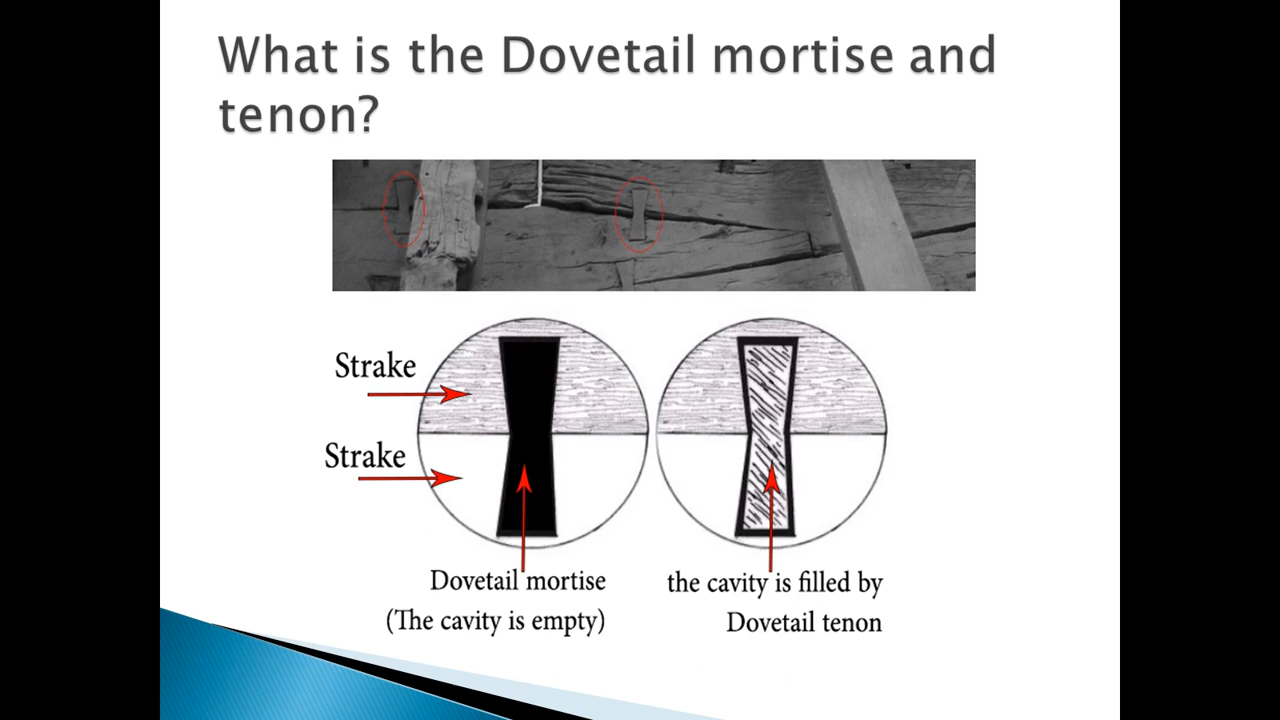 What is the Dovetail mortise and
tenon?
Strake
Strake
Dovetail mortise
(The cavity is empty)
the cavity is filled by
Dovetail tenon